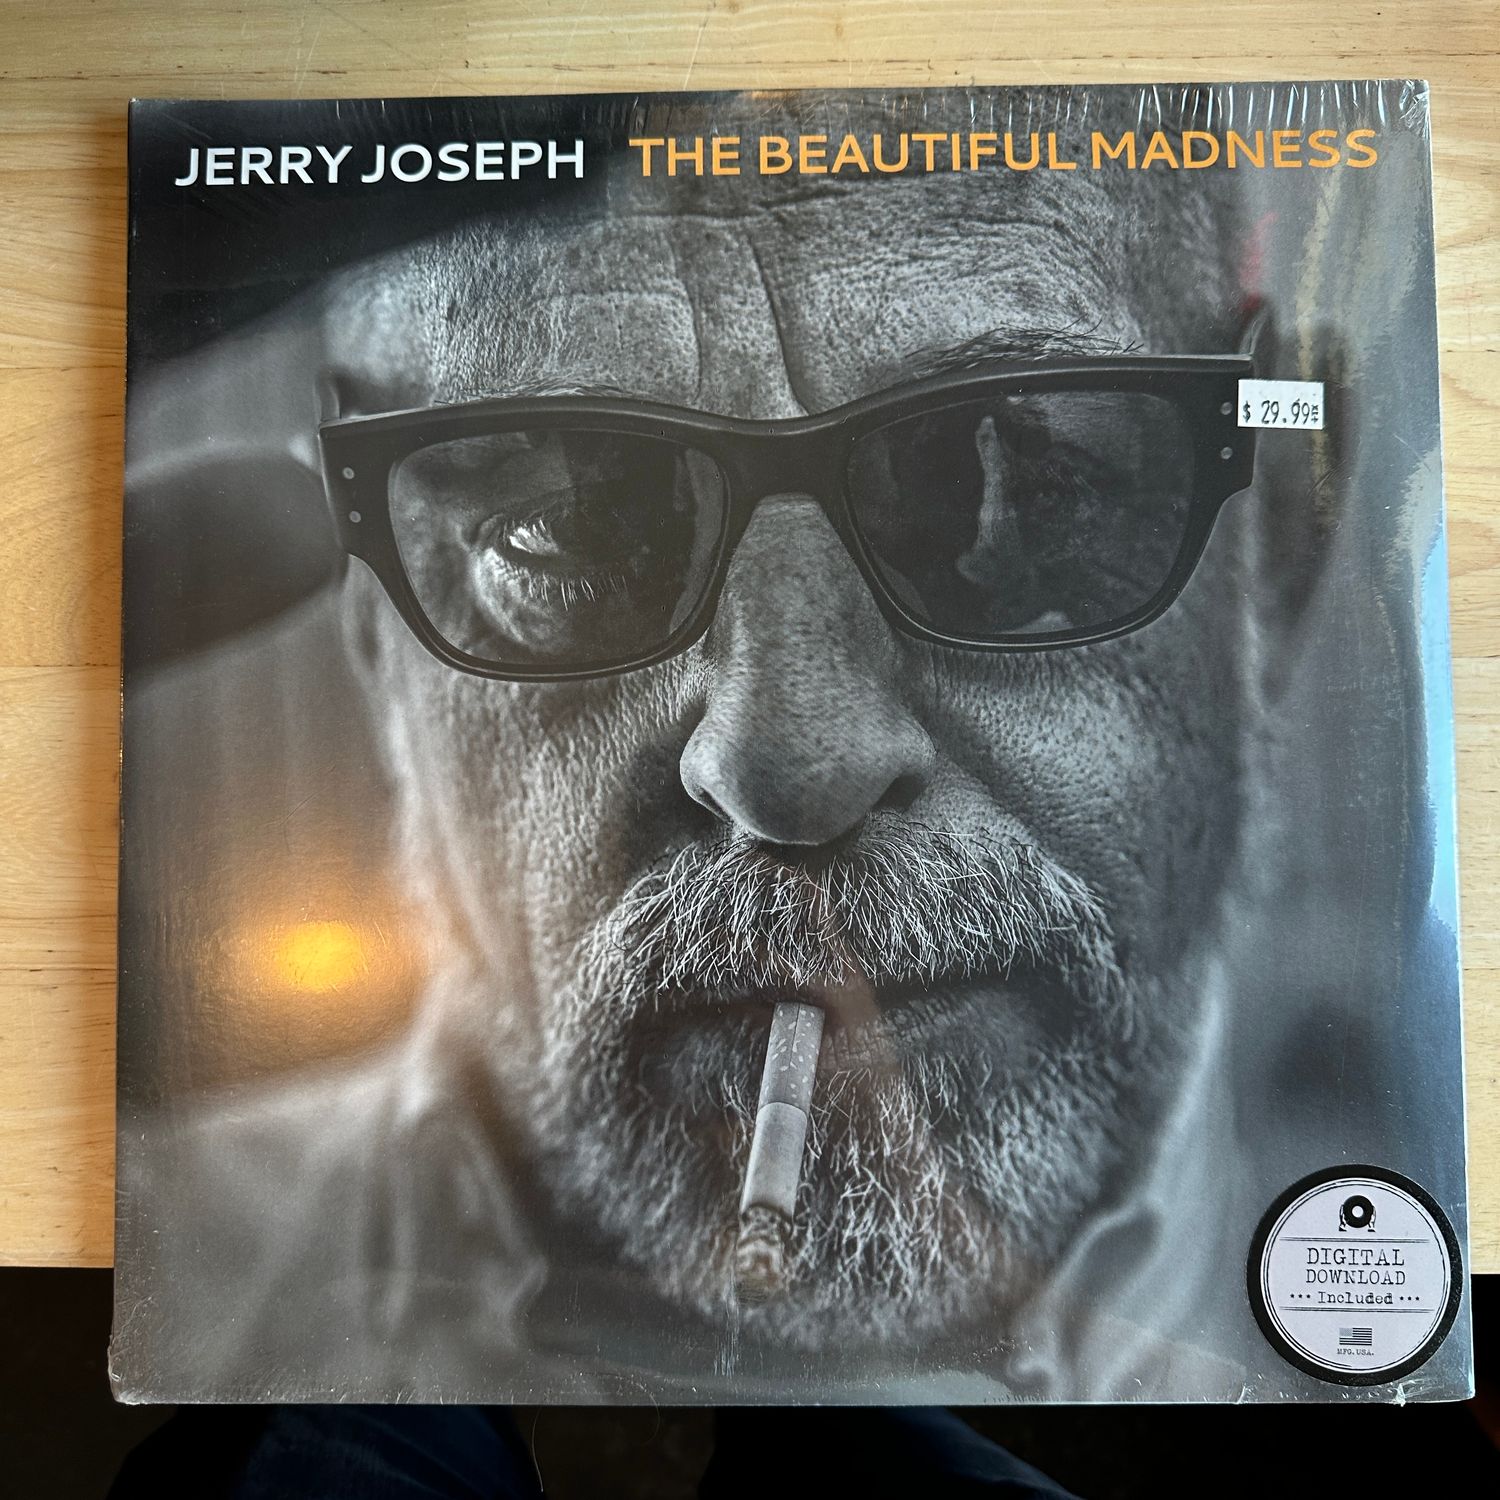 JERRY JOSEPH THE BEAUTIFUL MADNESS
$ 29.99
DIGITAL
DOWNLOAD
*** Included ***
MFG. USA.